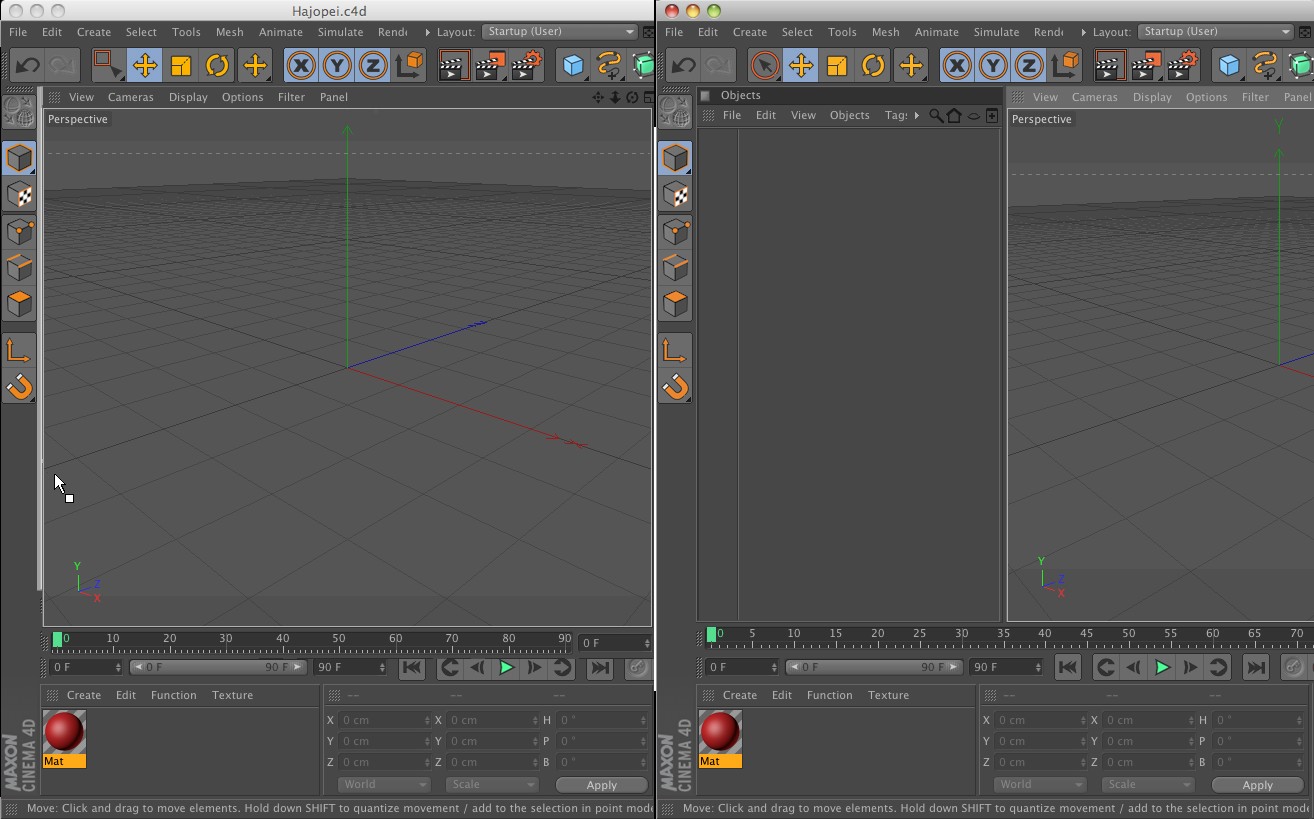 Hajopei.c4d
File Edit Create Select Tools Mesh Animate Simulate Rend Layout: Startup (User)
X Y Z
View Cameras Display Options Filter Panel
Perspective
Y
Z
X
0 10 20 30 40 50 60 70 80 90 0 F
0 F 0 F 90 F 90 F
Create Edit Function Texture -- -- --
Mat
X 0 cm X 0 cm H 0 °
Y 0 cm Y 0 cm P 0 °
Z 0 cm Z 0 cm B 0 °
World Scale Apply
MAXON
CINEMA 4D
Move: Click and drag to move elements. Hold down SHIFT to quantize movement / add to the selection in point mode
File Edit Create Select Tools Mesh Animate Simulate Rend Layout: Startup (User)
X Y Z
Objects
File Edit View Objects Tag:
View Cameras Display Options Filter Panel
Perspective
Y
Y
Z
X
0 5 10 15 20 25 30 35 40 45 50 55 60 65 70
0 F 0 F 90 F 90 F
Create Edit Function Texture -- -- --
Mat
X 0 cm X 0 cm H 0 °
Y 0 cm Y 0 cm P 0 °
Z 0 cm Z 0 cm B 0 °
World Scale Apply
MAXON
CINEMA 4D
Move: Click and drag to move elements. Hold down SHIFT to quantize movement / add to the selection in point mode